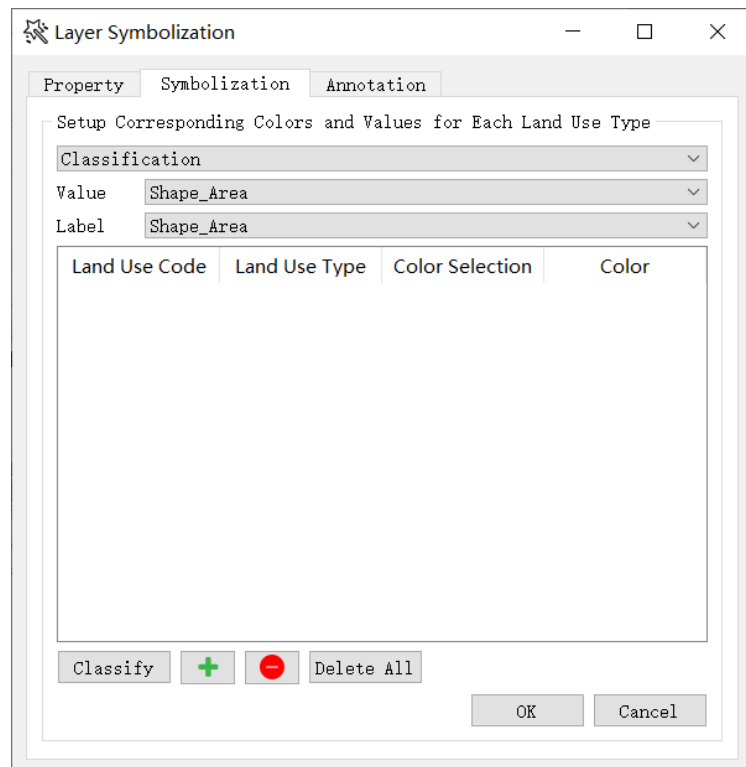 Layer Symbolization
Property Symbolization Annotation
Setup Corresponding Colors and Values for Each Land Use Type
Classification
Value Shape_Area
Label Shape_Area
Land Use Code Land Use Type Color Selection Color
Classify Delete All
OK Cancel